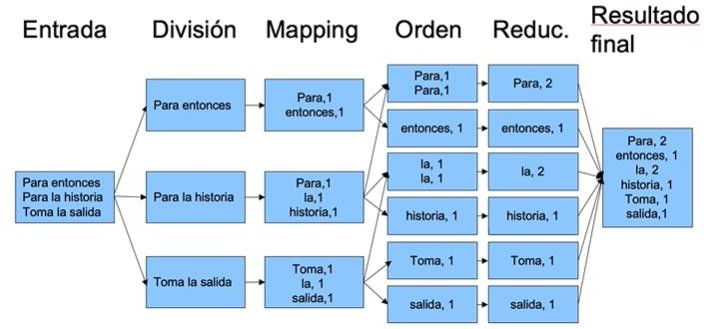 Entrada
División
Mapping
Orden
Reduc.
Resultado
final
Para entonces
Para la historia
Toma la salida
Para entonces
Para la historia
Toma la salida
Para,1
entonces,1
Para,1
la,1
historia,1
Toma,1
la, 1
salida,1
Para,1
Para,1
entonces, 1
la, 1
la, 1
historia, 1
Toma, 1
salida, 1
Para, 2
entonces, 1
la, 2
historia, 1
Toma, 1
salida, 1
Para, 2
entonces, 1
la, 2
historia, 1
Toma, 1
salida,1